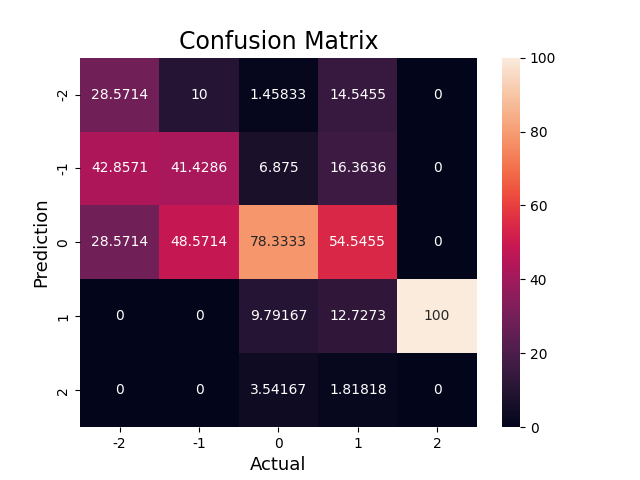 Confusion Matrix
100
-2 28.5714 10 1.45833 14.5455 0
80
-1 42.8571 41.4286 6.875 16.3636 0
60
Prediction
0 28.5714 48.5714 78.3333 54.5455 0
40
1 0 0 9.79167 12.7273 100
20
2 0 0 3.54167 1.81818 0
0
-2 -1 0 1 2
Actual